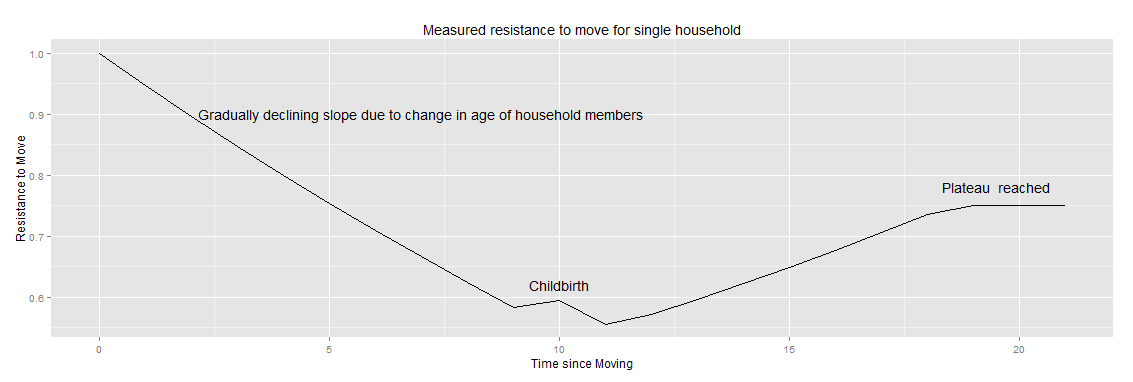 Measured resistance to move for single household
1.0
0.9
0.8
0.7
0.6
Resistance to Move
Gradually declining slope due to change in age of household members
Childbirth
Plateau  reached
0
5
10
15
20
Time since Moving